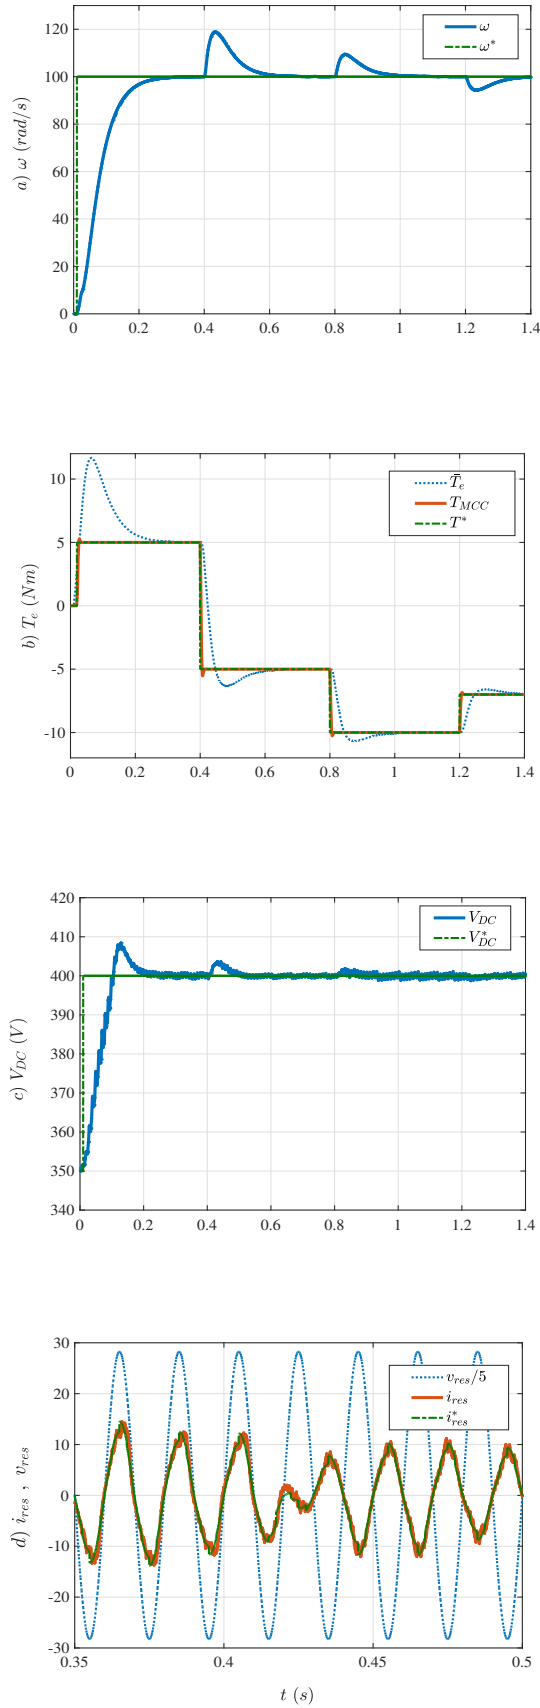 120
100
80
60
40
20
0
a) ω (rad/s)
ω
ω*
0 0.2 0.4 0.6 0.8 1 1.2 1.4
10
5
0
-5
-10
b) T_e (Nm)
T̄_e
T_MCC
T*
0 0.2 0.4 0.6 0.8 1 1.2 1.4
420
410
400
390
380
370
360
350
340
c) V_DC (V)
V_DC
V*_DC
0 0.2 0.4 0.6 0.8 1 1.2 1.4
30
20
10
0
-10
-20
-30
d) i_res , v_res
v_res/5
i_res
i*_res
0.35 0.4 0.45 0.5
t (s)